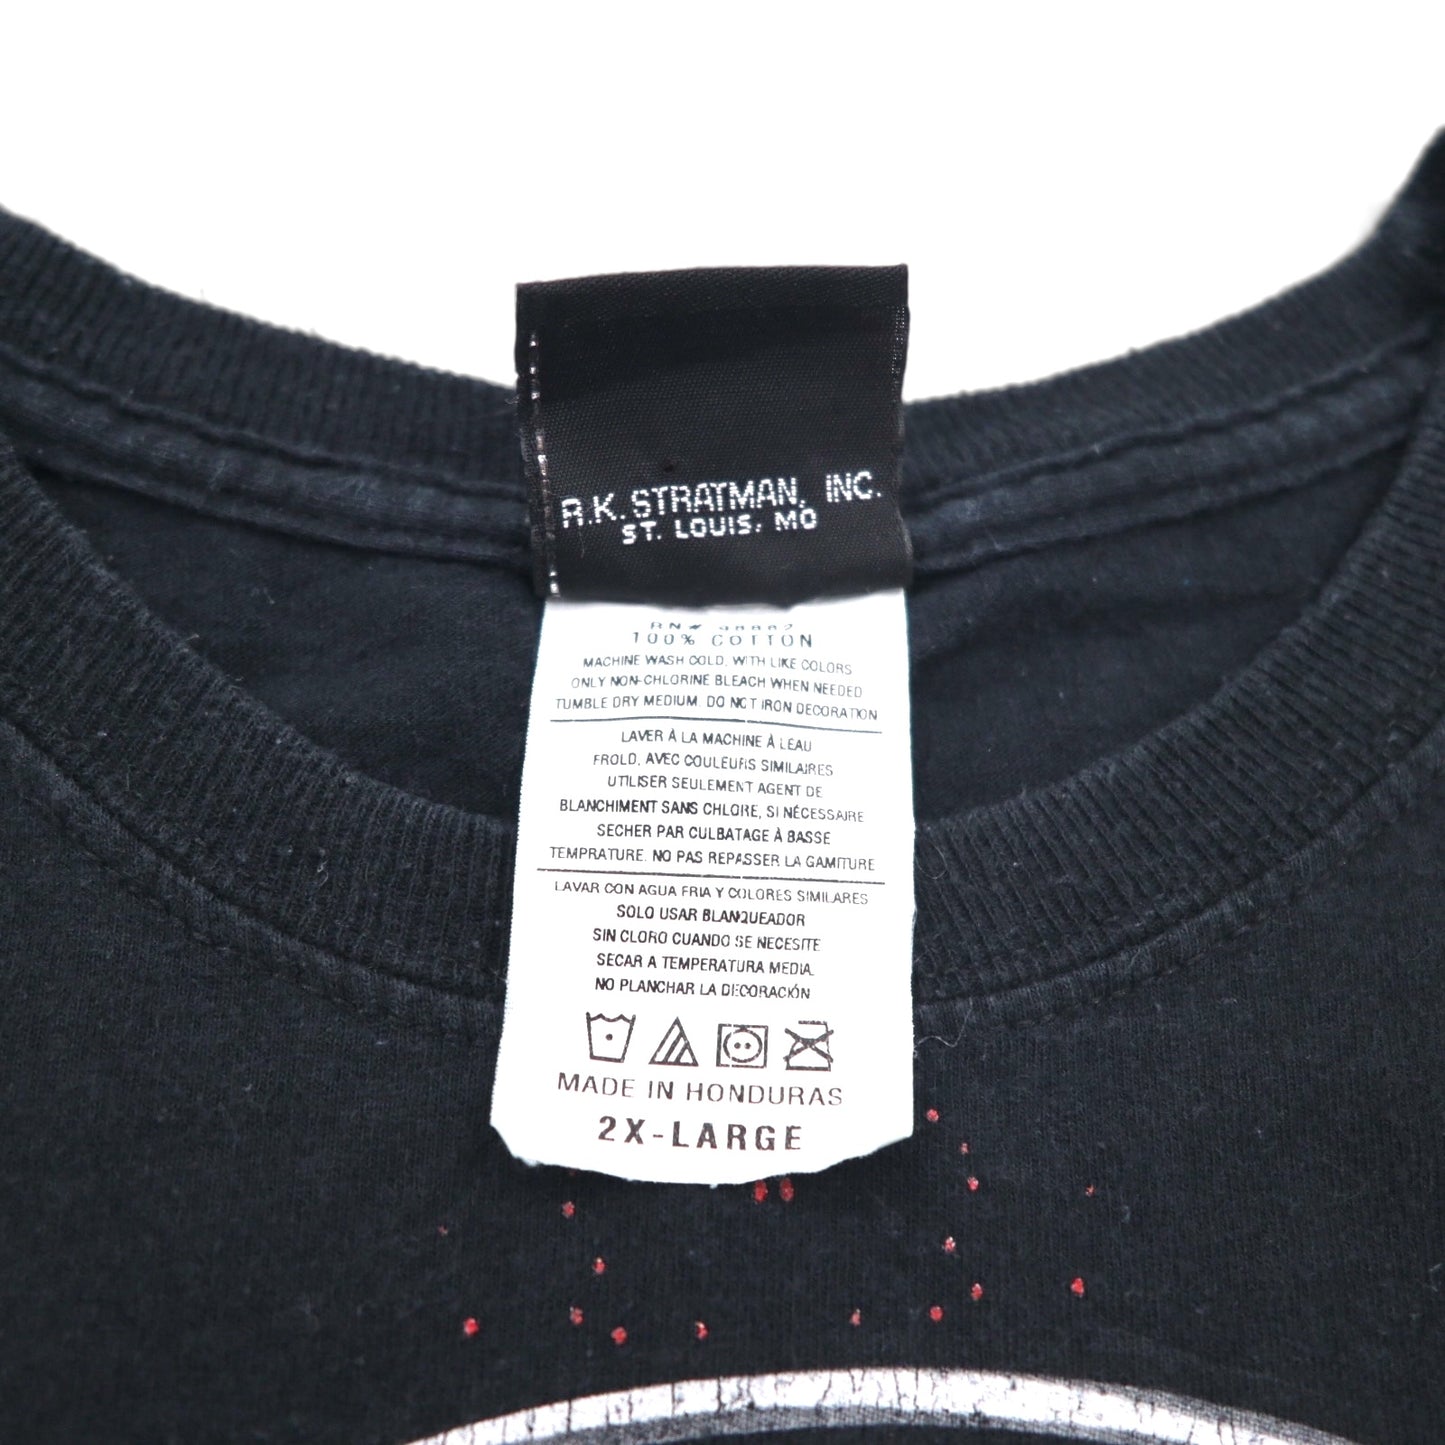 R.K. STRATMAN, INC.
ST. LOUIS, MO
100% COTTON
MACHINE WASH COLD, WITH LIKE COLORS
ONLY NON-CHLORINE BLEACH WHEN NEEDED
TUMBLE DRY MEDIUM. DO NOT IRON DECORATION
LAVER À LA MACHINE À LEAU
FROLD, AVEC COULEURS SIMILAIRES
UTILISER SEULEMENT AGENT DE
BLANCHIMENT SANS CHLORE, SI NÉCESSAIRE
SECHER PAR CULBATAGE À BASSE
TEMPRATURE. NO PAS REPASSER LA GAMITURE
LAVAR CON AGUA FRIA Y COLORES SIMILARES
SOLO USAR BLANQUEADOR
SIN CLORO CUANDO SE NECESITE
SECAR A TEMPERATURA MEDIA.
NO PLANCHAR LA DECORACIÓN
MADE IN HONDURAS
2X-LARGE